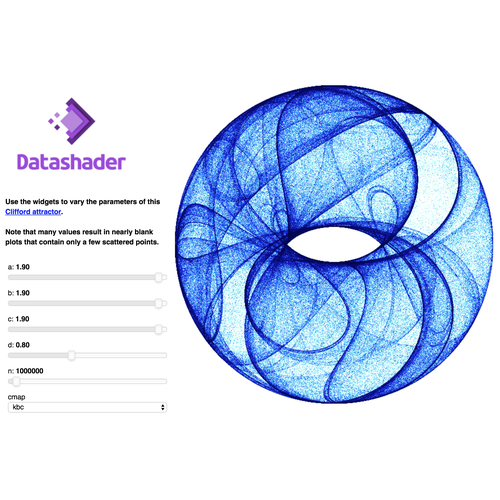 Datashader
Use the widgets to vary the parameters of this
Clifford attractor.
Note that many values result in nearly blank
plots that contain only a few scattered points.
a: 1.90
b: 1.90
c: 1.90
d: 0.80
n: 1000000
cmap
kbc